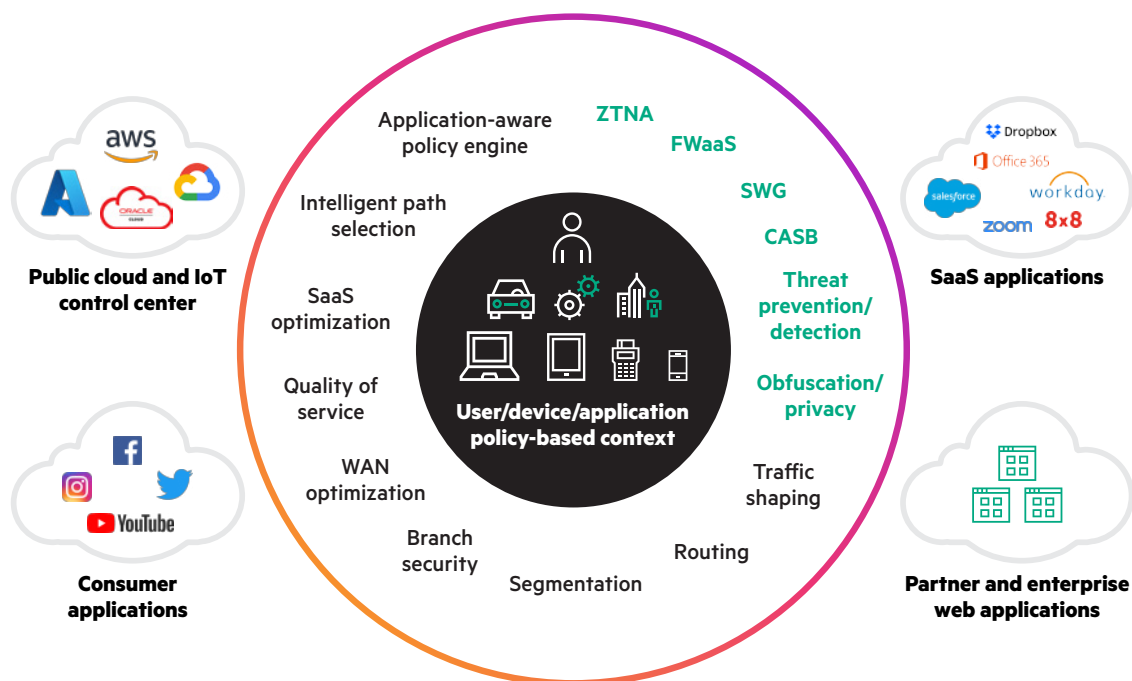 Application-aware
policy engine
ZTNA
FWaaS
SWG
CASB
Threat
prevention/
detection
Obfuscation/
privacy
Traffic
shaping
Routing
Segmentation
Branch
security
WAN
optimization
Quality of
service
SaaS
optimization
Intelligent path
selection
User/device/application
policy-based context
aws
ORACLE
CLOUD
Public cloud and IoT
control center
YouTube
Consumer
applications
Dropbox
Office 365
salesforce
workday.
zoom
8x8
SaaS applications
Partner and enterprise
web applications